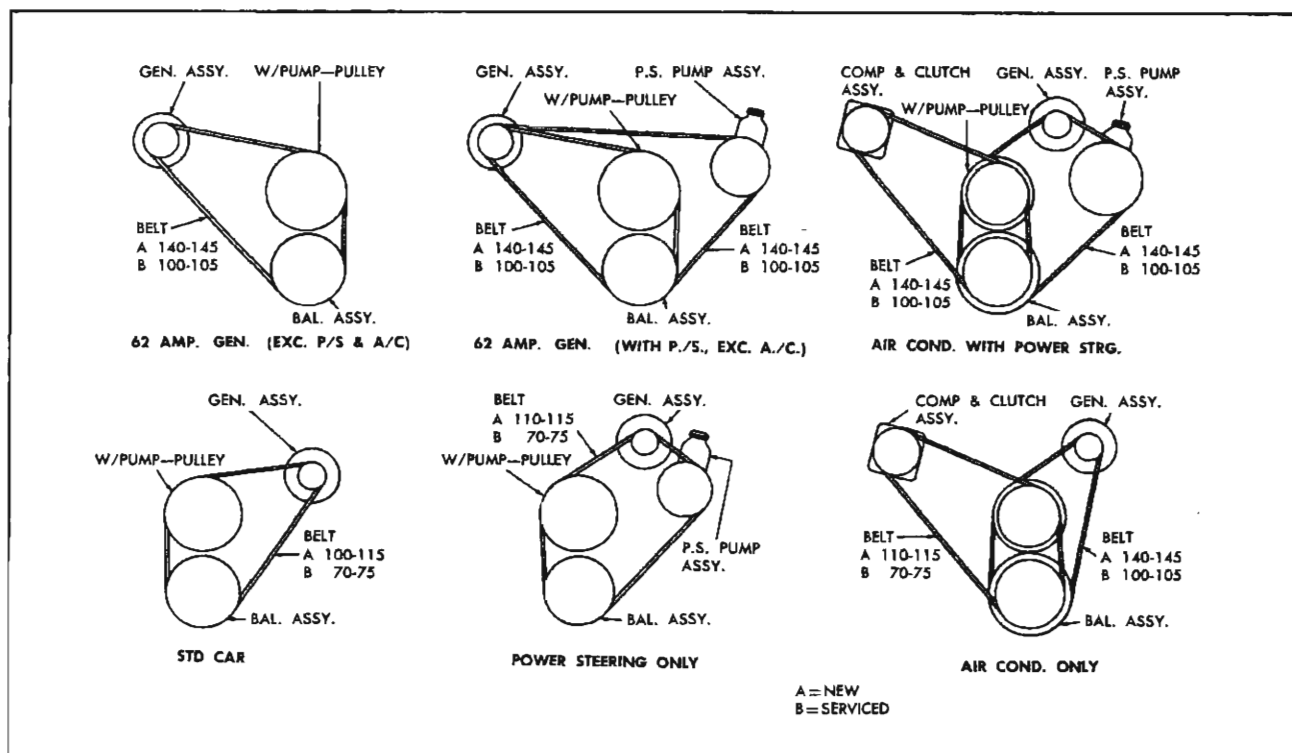 GEN. ASSY.
W/PUMP—PULLEY
BELT
A 140-145
B 100-105
BAL. ASSY.
62 AMP. GEN. (EXC. P/S & A/C)
GEN. ASSY.
P.S. PUMP ASSY.
W/PUMP—PULLEY
BELT
A 140-145
B 100-105
BELT
A 140-145
B 100-105
BAL. ASSY.
62 AMP. GEN. (WITH P./S., EXC. A./C.)
COMP & CLUTCH
ASSY.
GEN. ASSY.
P.S. PUMP
ASSY.
W/PUMP—PULLEY
BELT
A 140-145
B 100-105
BELT
A 140-145
B 100-105
BAL. ASSY.
AIR COND. WITH POWER STRG.
GEN. ASSY.
W/PUMP—PULLEY
BELT
A 100-115
B 70-75
BAL. ASSY.
STD CAR
BELT
A 110-115
B 70-75
GEN. ASSY.
W/PUMP—PULLEY
P.S. PUMP
ASSY.
BAL. ASSY.
POWER STEERING ONLY
COMP & CLUTCH
ASSY.
GEN. ASSY.
BELT
A 110-115
B 70-75
BELT
A 140-145
B 100-105
BAL. ASSY.
AIR COND. ONLY
A=NEW
B=SERVICED